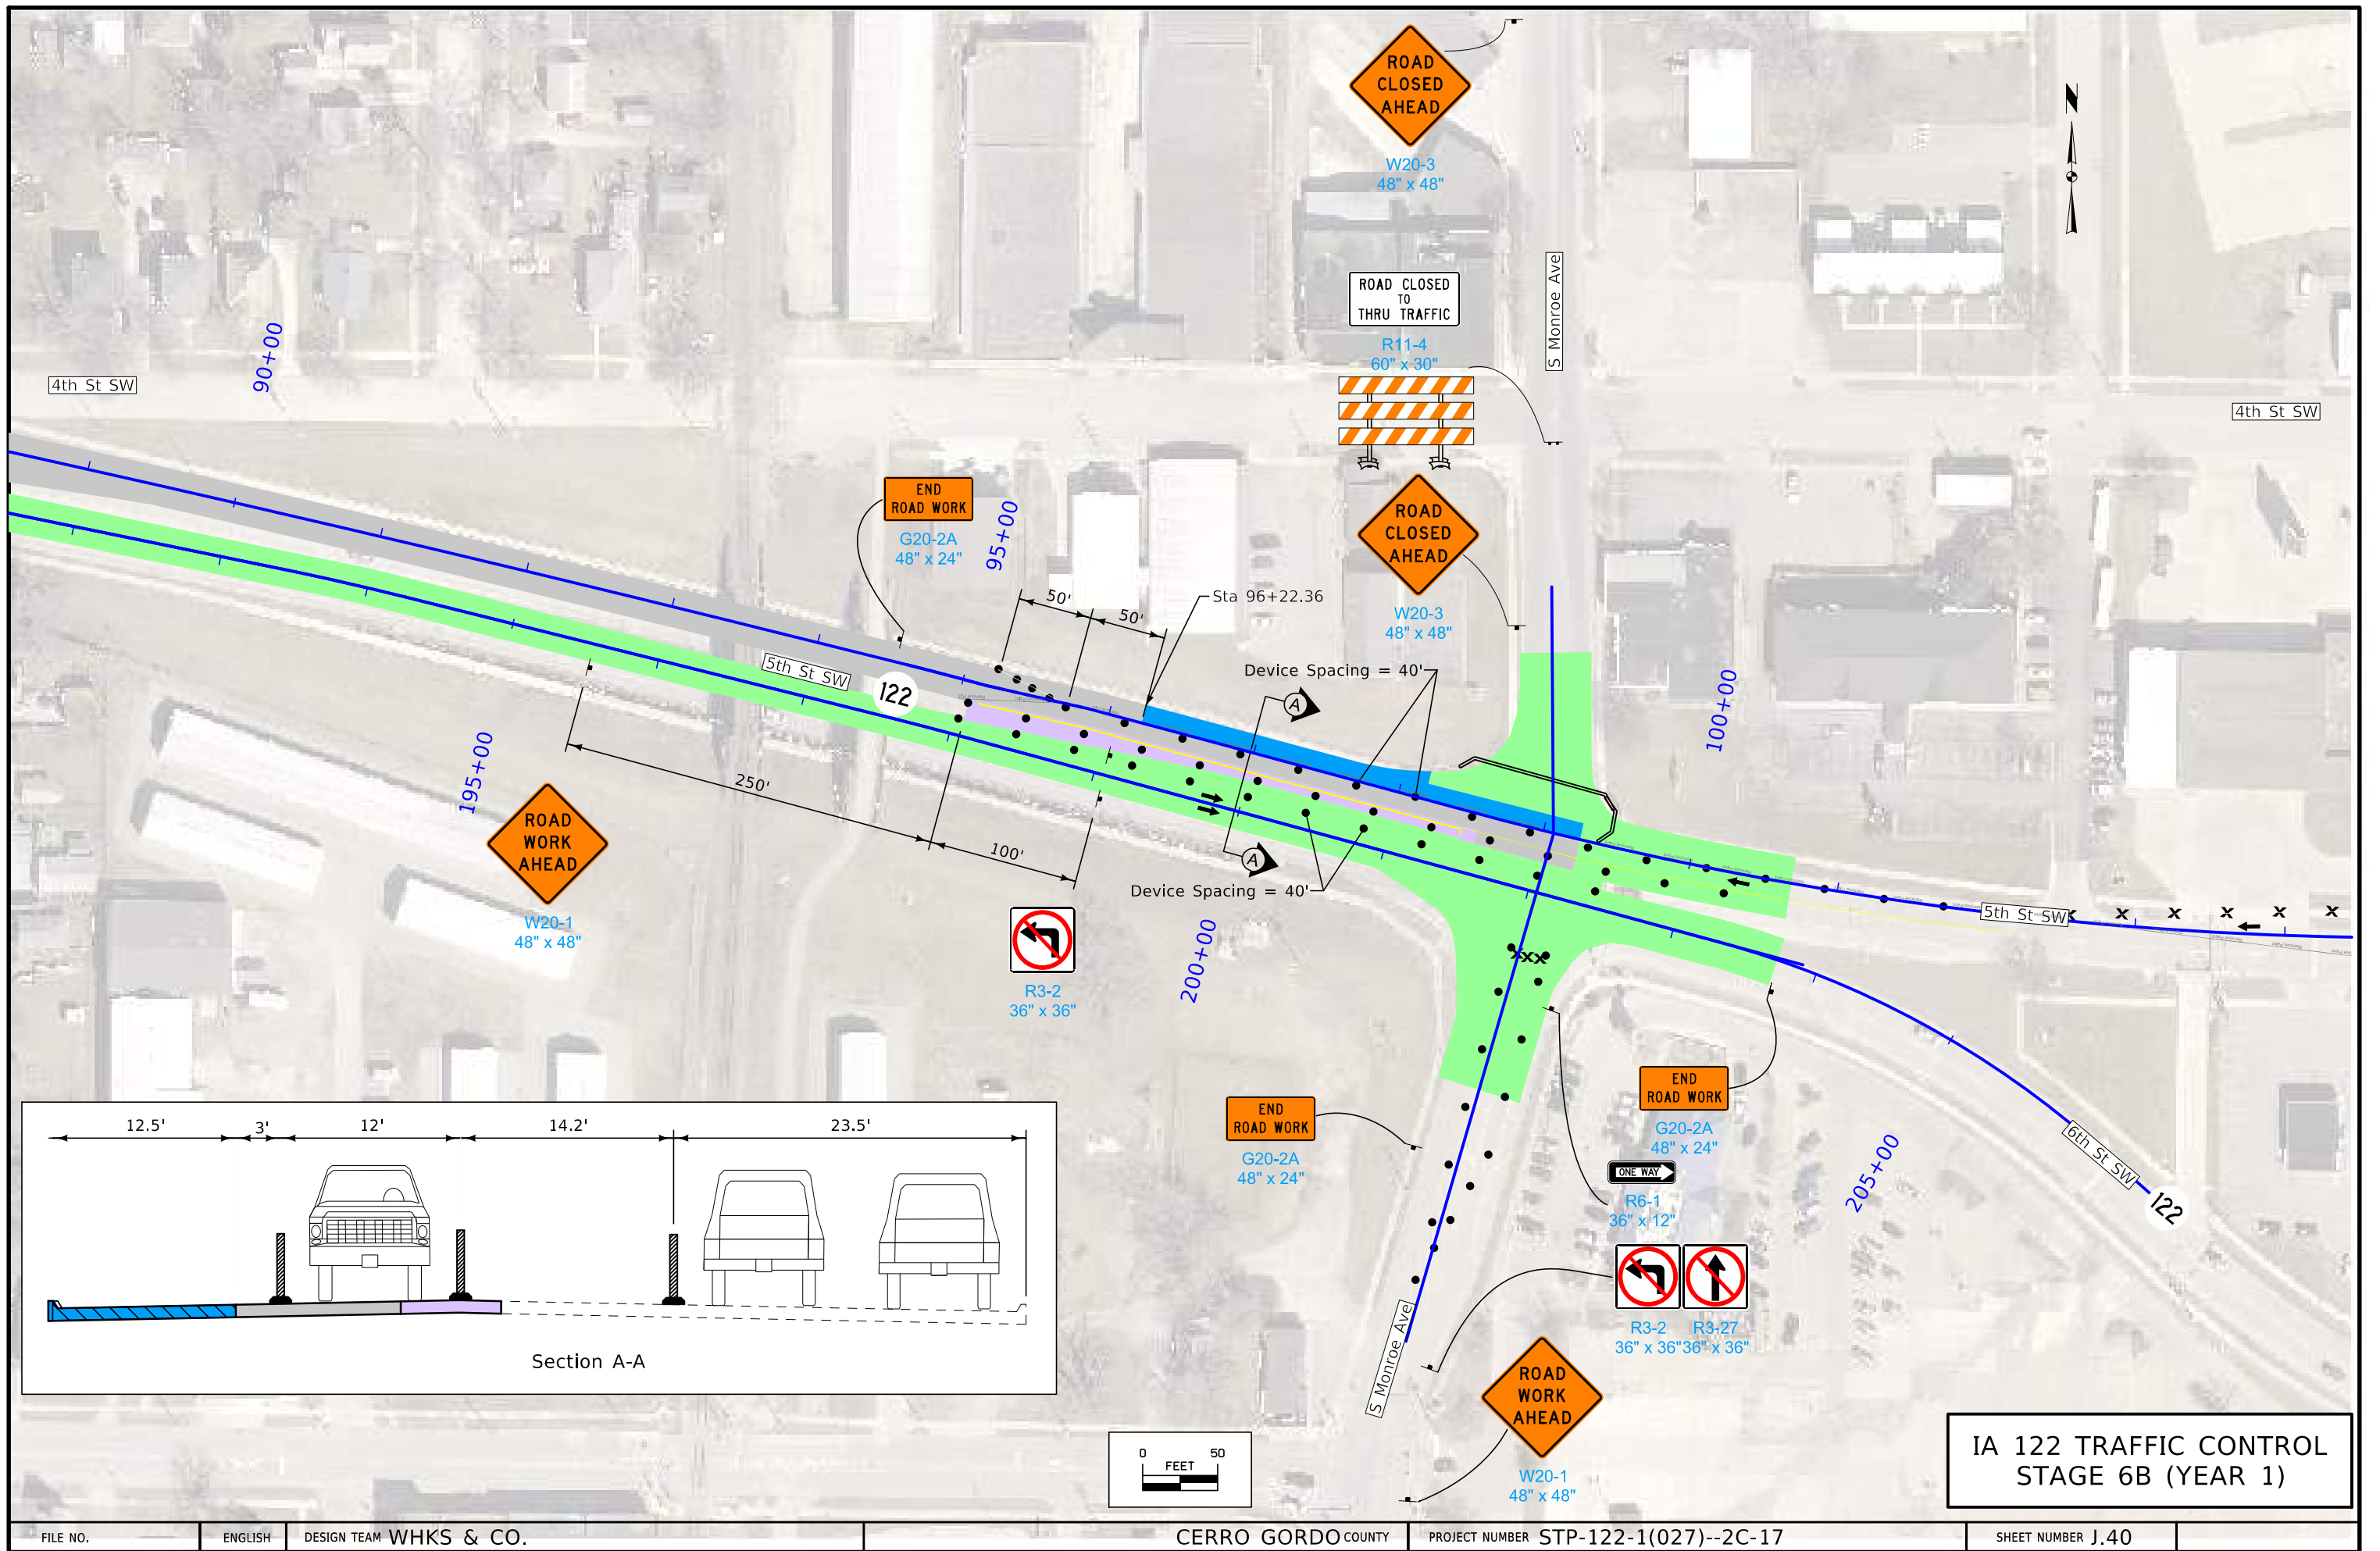 ROAD
CLOSED
AHEAD
W20-3
48" x 48"
N
ROAD CLOSED
TO
THRU TRAFFIC
R11-4
60" x 30"
S Monroe Ave
90+00
4th St SW
4th St SW
END
ROAD WORK
G20-2A
48" x 24"
95+00
ROAD
CLOSED
AHEAD
W20-3
48" x 48"
50'
50'
Sta 96+22.36
Device Spacing = 40'
5th St SW
122
A
100+00
195+00
250'
100'
A
Device Spacing = 40'
ROAD
WORK
AHEAD
W20-1
48" x 48"
R3-2
36" x 36"
200+00
5th St SW
X X X X X X
XXX
END
ROAD WORK
G20-2A
48" x 24"
END
ROAD WORK
G20-2A
48" x 24"
ONE WAY
R6-1
36" x 12"
205+00
6th St SW
122
R3-2 R3-27
36" x 36" 36" x 36"
S Monroe Ave
ROAD
WORK
AHEAD
W20-1
48" x 48"
12.5' 3' 12' 14.2' 23.5'
Section A-A
0 50
FEET
IA 122 TRAFFIC CONTROL
STAGE 6B (YEAR 1)
FILE NO. ENGLISH DESIGN TEAM WHKS & CO. CERRO GORDO COUNTY PROJECT NUMBER STP-122-1(027)--2C-17 SHEET NUMBER J.40